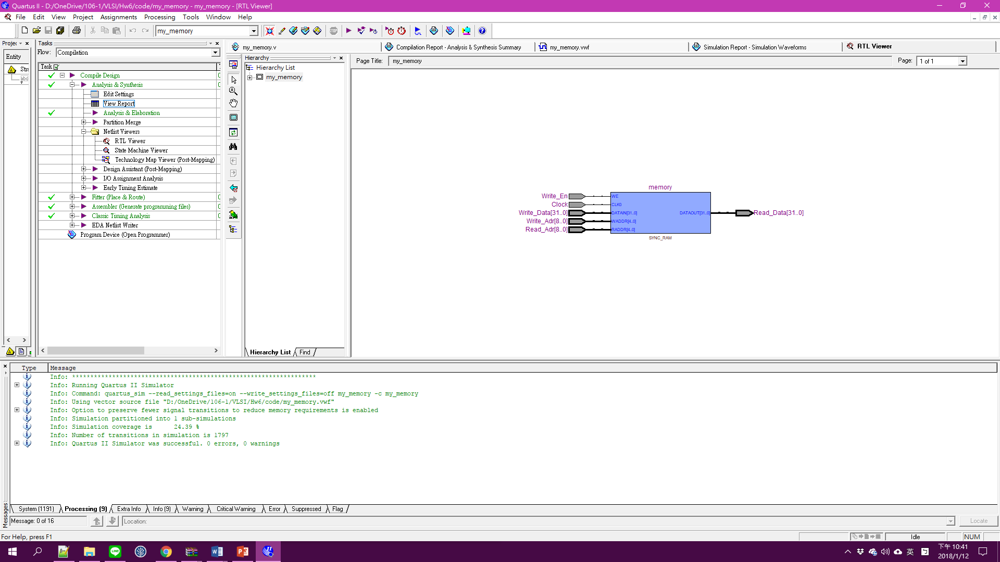 Quartus II - D:/OneDrive/106-1/VLSI/Hw6/code/my_memory - my_memory - [RTL Viewer]
File Edit View Project Assignments Processing Tools Window Help
my_memory
Entity
Tasks
Flow: Compilation
Task
Compile Design
Analysis & Synthesis
Edit Settings
View Report
Analysis & Elaboration
Partition Merge
Netlist Viewers
RTL Viewer
State Machine Viewer
Technology Map Viewer (Post-Mapping)
Design Assistant (Post-Mapping)
I/O Assignment Analysis
Early Timing Estimate
Fitter (Place & Route)
Assembler (Generate programming files)
Classic Timing Analysis
EDA Netlist Writer
Program Device (Open Programmer)
my_memory.v
Compilation Report - Analysis & Synthesis Summary
my_memory.vwf
Simulation Report - Simulation Waveforms
RTL Viewer
Hierarchy
Hierarchy List
my_memory
Hierarchy List Find
Page Title: my_memory
Page: 1 of 1
memory
Write_En
Clock
Write_Data[31..0]
Write_Adr[8..0]
Read_Adr[8..0]
WE
CLK0
DATAIN[31..0]
WADDR[4..0]
RADDR[4..0]
DATAOUT[31..0]
Read_Data[31..0]
SYNC_RAM
Type Message
Info: *******************************************************************
Info: Running Quartus II Simulator
Info: Command: quartus_sim --read_settings_files=on --write_settings_files=off my_memory -c my_memory
Info: Using vector source file "D:/OneDrive/106-1/VLSI/Hw6/code/my_memory.vwf"
Info: Option to preserve fewer signal transitions to reduce memory requirements is enabled
Info: Simulation partitioned into 1 sub-simulations
Info: Simulation coverage is 24.39 %
Info: Number of transitions in simulation is 1797
Info: Quartus II Simulator was successful. 0 errors, 0 warnings
System (1191) Processing (9) Extra Info Info (9) Warning Critical Warning Error Suppressed Flag
Messages
Message: 0 of 16
Location:
Locate
For Help, press F1
Idle
NUM
英
下午 10:41
2018/1/12